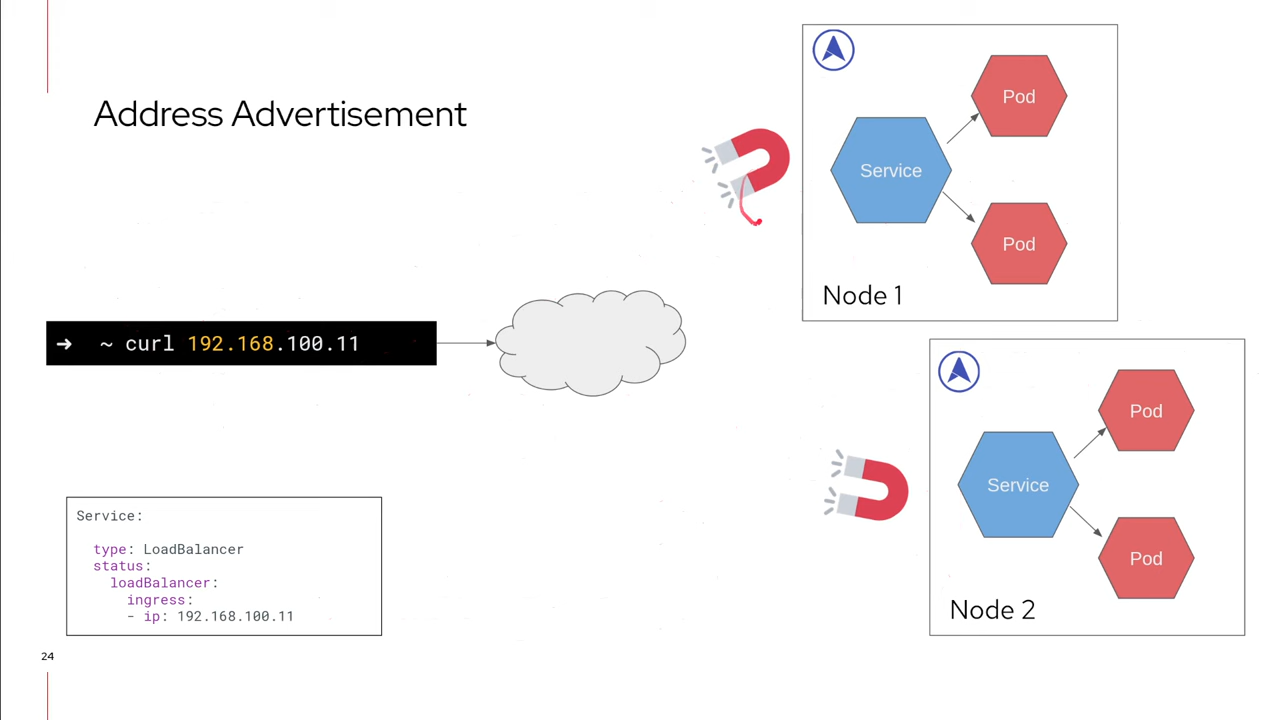 Address Advertisement
➜ ~ curl 192.168.100.11
Service:
type: LoadBalancer
status:
loadBalancer:
ingress:
- ip: 192.168.100.11
24
Pod
Service
Pod
Node 1
Pod
Service
Pod
Node 2